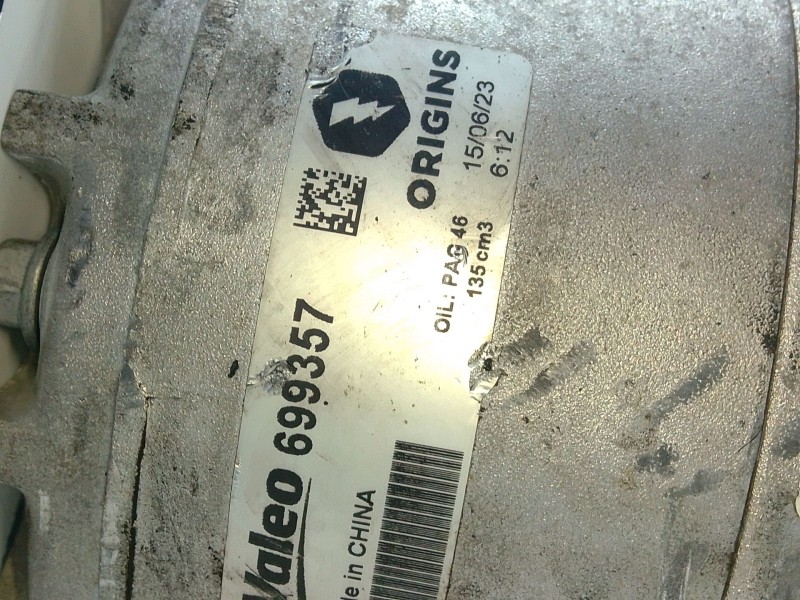 ORIGINS
15/06/23
6:12
OIL: PAG 46
135 cm3
Valeo 699357
de in CHINA